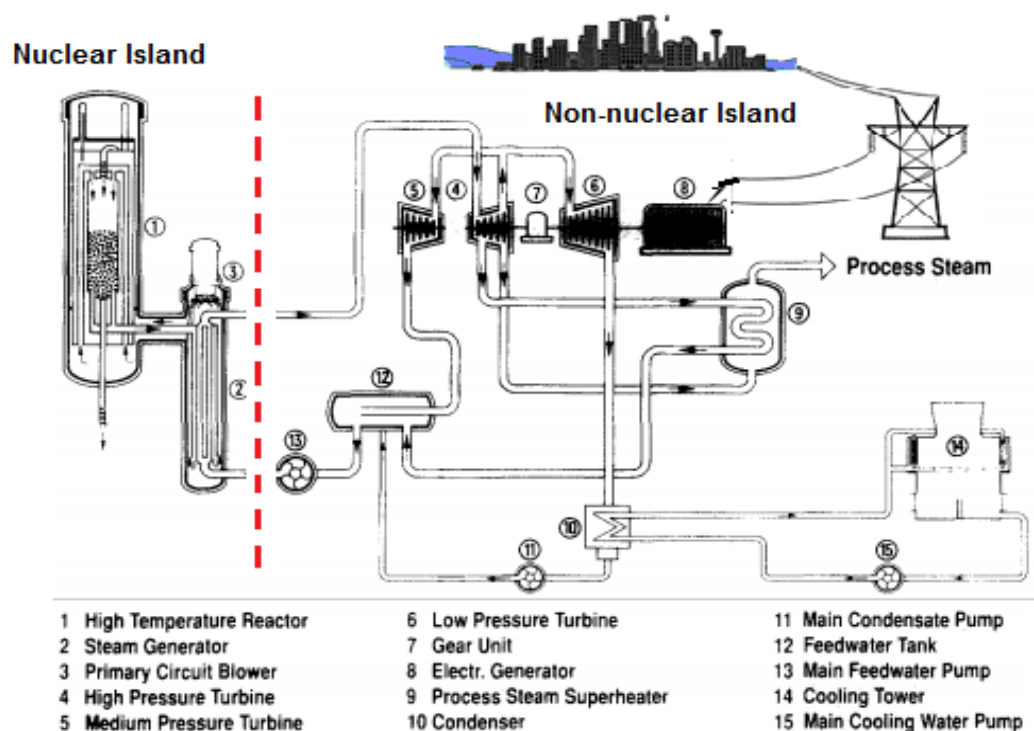 Nuclear Island
Non-nuclear Island
5
4
7
6
8
1
3
Process Steam
9
2
12
13
14
10
11
15
1 High Temperature Reactor
2 Steam Generator
3 Primary Circuit Blower
4 High Pressure Turbine
5 Medium Pressure Turbine
6 Low Pressure Turbine
7 Gear Unit
8 Electr. Generator
9 Process Steam Superheater
10 Condenser
11 Main Condensate Pump
12 Feedwater Tank
13 Main Feedwater Pump
14 Cooling Tower
15 Main Cooling Water Pump